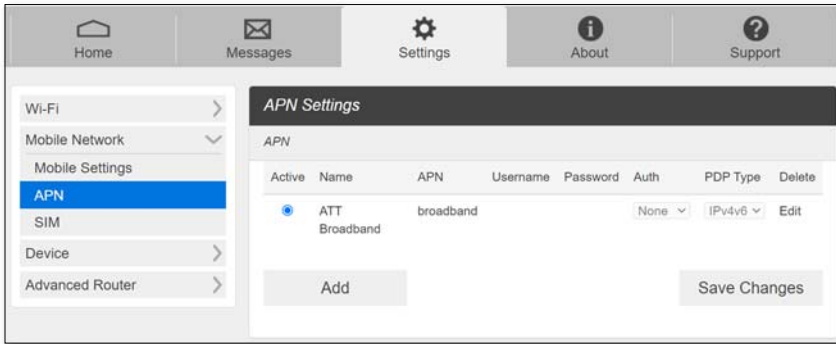 Home Messages Settings About Support
Wi-Fi
Mobile Network
Mobile Settings
APN
SIM
Device
Advanced Router
APN Settings
APN
Active Name APN Username Password Auth PDP Type Delete
ATT broadband None IPv4v6 Edit
Broadband
Add Save Changes